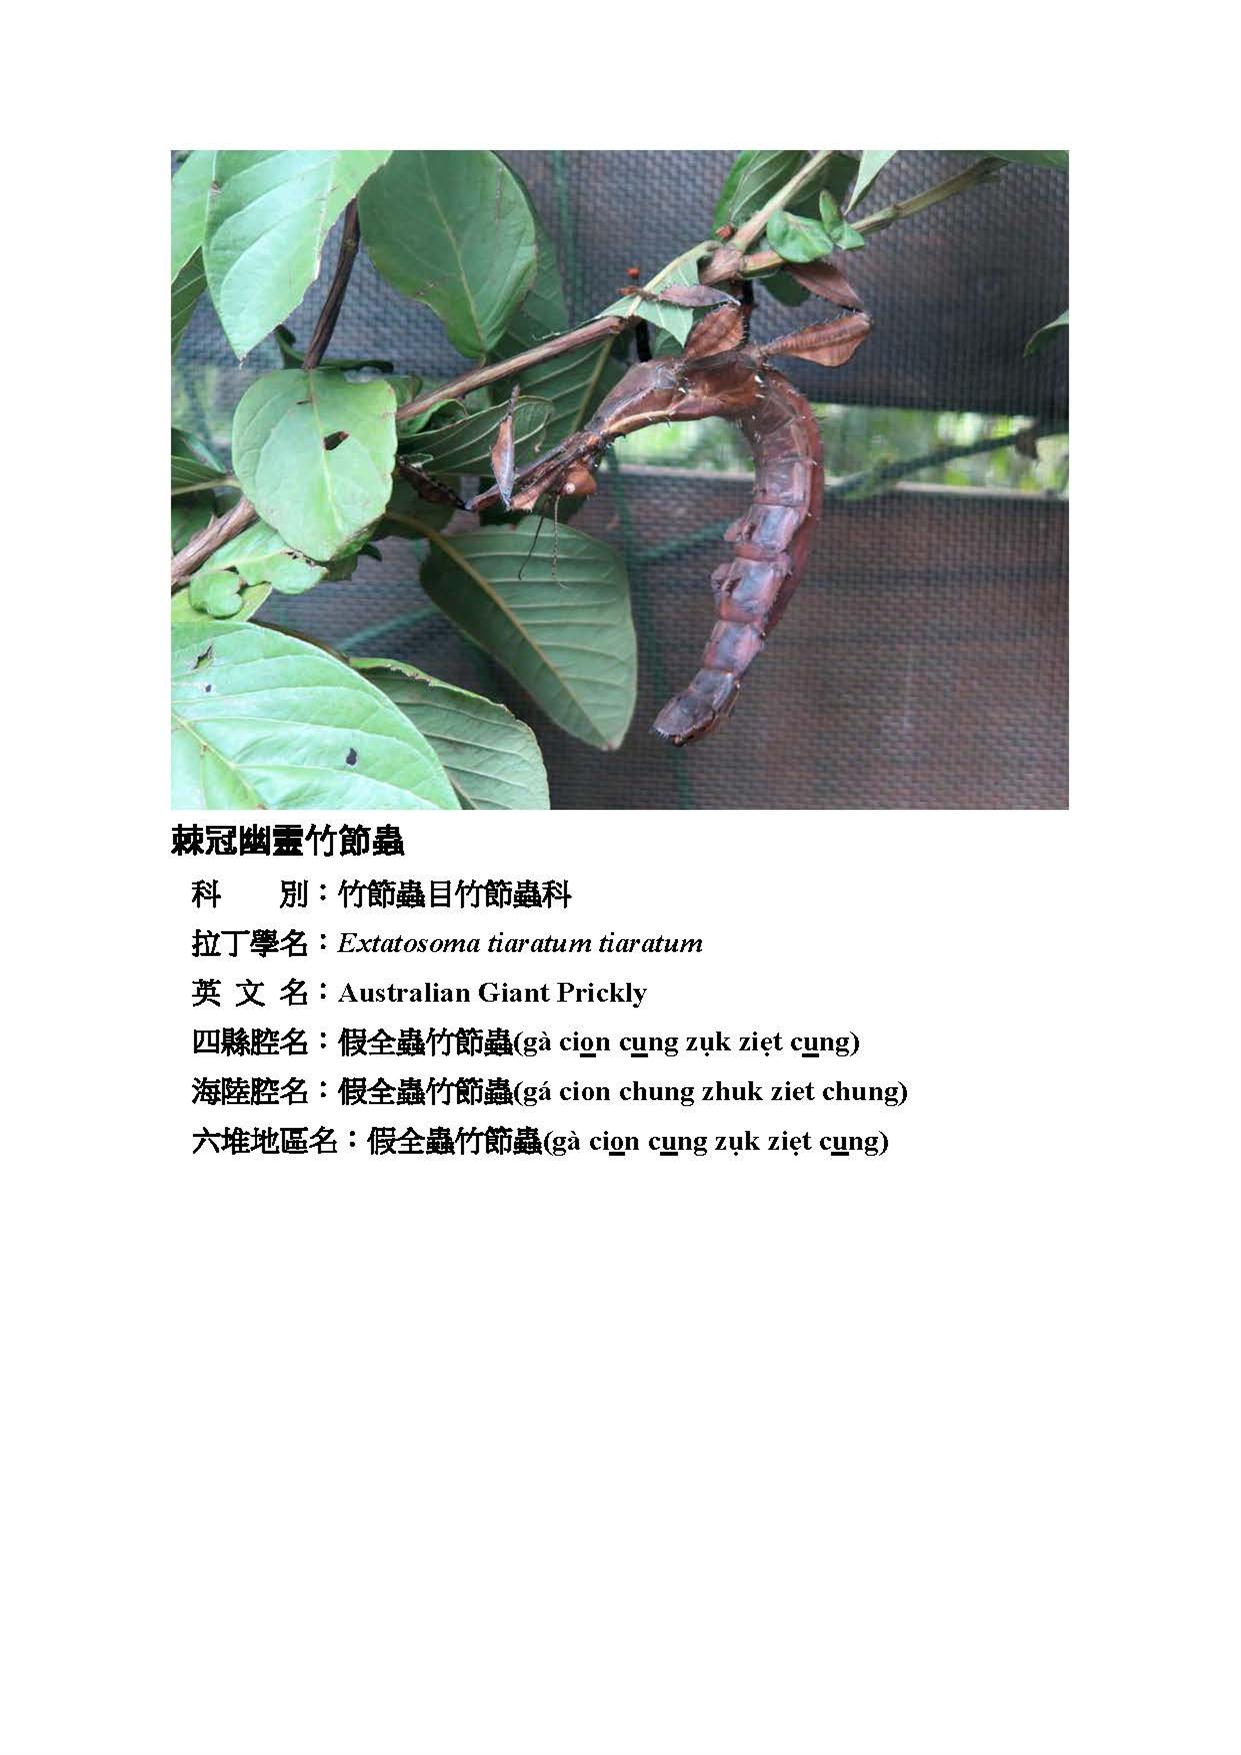 棘冠幽靈竹節蟲
科　　別：竹節蟲目竹節蟲科
拉丁學名：Extatosoma tiaratum tiaratum
英 文 名：Australian Giant Prickly
四縣腔名：假全蟲竹節蟲(gà cio̲n cu̲ng zụk ziẹt cu̲ng)
海陸腔名：假全蟲竹節蟲(gá cion chung zhuk ziet chung)
六堆地區名：假全蟲竹節蟲(gà cio̲n cu̲ng zụk ziẹt cu̲ng)